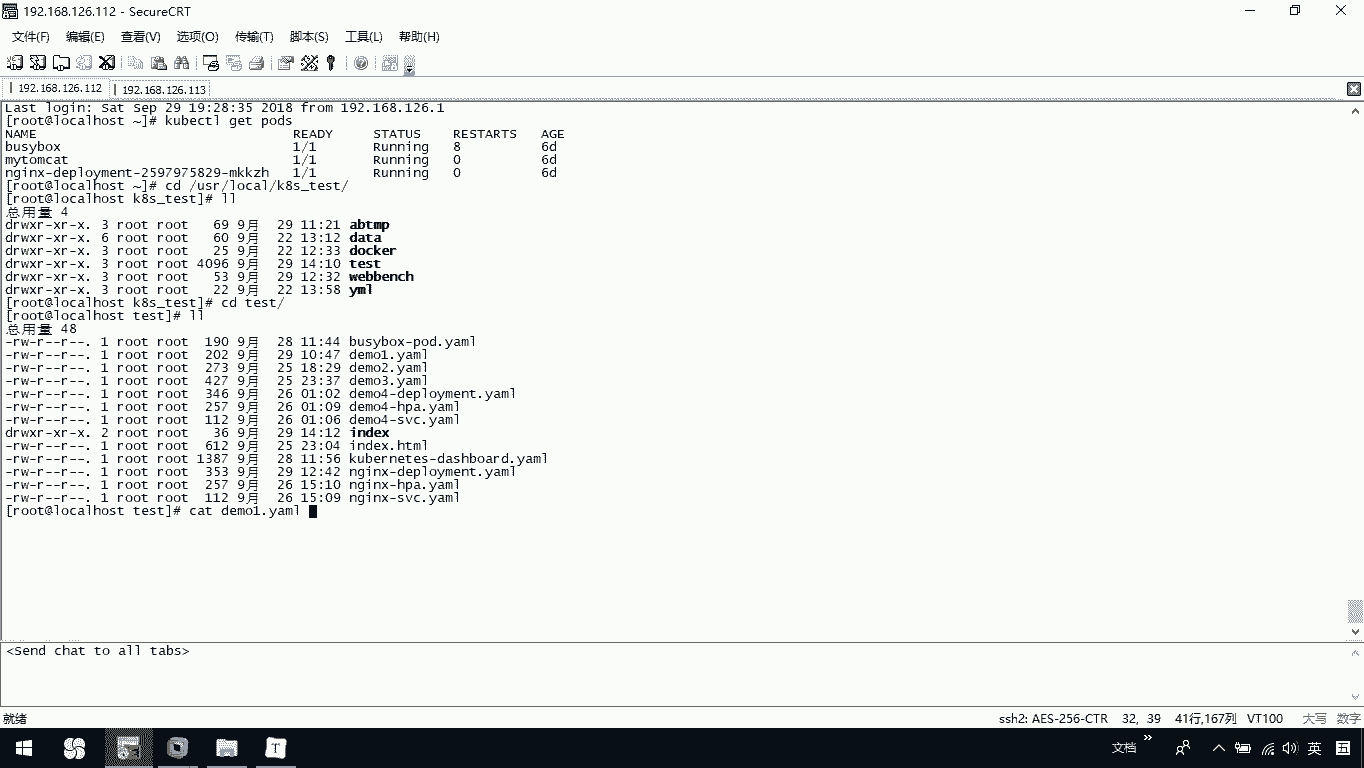 192.168.126.112 - SecureCRT
文件(F) 编辑(E) 查看(V) 选项(O) 传输(T) 脚本(S) 工具(L) 帮助(H)
192.168.126.112 192.168.126.113
Last login: Sat Sep 29 19:28:35 2018 from 192.168.126.1
[root@localhost ~]# kubectl get pods
NAME READY STATUS RESTARTS AGE
busybox 1/1 Running 8 6d
mytomcat 1/1 Running 0 6d
nginx-deployment-2597975829-mkkzh 1/1 Running 0 6d
[root@localhost ~]# cd /usr/local/k8s_test/
[root@localhost k8s_test]# ll
总用量 4
drwxr-xr-x. 3 root root 69 9月 29 11:21 abtmp
drwxr-xr-x. 6 root root 60 9月 22 13:12 data
drwxr-xr-x. 3 root root 25 9月 22 12:33 docker
drwxr-xr-x. 3 root root 4096 9月 29 14:10 test
drwxr-xr-x. 3 root root 53 9月 29 12:32 webbench
drwxr-xr-x. 3 root root 22 9月 22 13:58 yml
[root@localhost k8s_test]# cd test/
[root@localhost test]# ll
总用量 48
-rw-r--r--. 1 root root 190 9月 28 11:44 busybox-pod.yaml
-rw-r--r--. 1 root root 202 9月 29 10:47 demo1.yaml
-rw-r--r--. 1 root root 273 9月 25 18:29 demo2.yaml
-rw-r--r--. 1 root root 427 9月 25 23:37 demo3.yaml
-rw-r--r--. 1 root root 346 9月 26 01:02 demo4-deployment.yaml
-rw-r--r--. 1 root root 257 9月 26 01:09 demo4-hpa.yaml
-rw-r--r--. 1 root root 112 9月 26 01:06 demo4-svc.yaml
drwxr-xr-x. 2 root root 36 9月 29 14:12 index
-rw-r--r--. 1 root root 612 9月 25 23:04 index.html
-rw-r--r--. 1 root root 1387 9月 28 11:56 kubernetes-dashboard.yaml
-rw-r--r--. 1 root root 353 9月 29 12:42 nginx-deployment.yaml
-rw-r--r--. 1 root root 257 9月 26 15:10 nginx-hpa.yaml
-rw-r--r--. 1 root root 112 9月 26 15:09 nginx-svc.yaml
[root@localhost test]# cat demo1.yaml
<Send chat to all tabs>
就绪 ssh2: AES-256-CTR 32, 39 41行,167列 VT100 大写 数字
T 文档 » 英 五